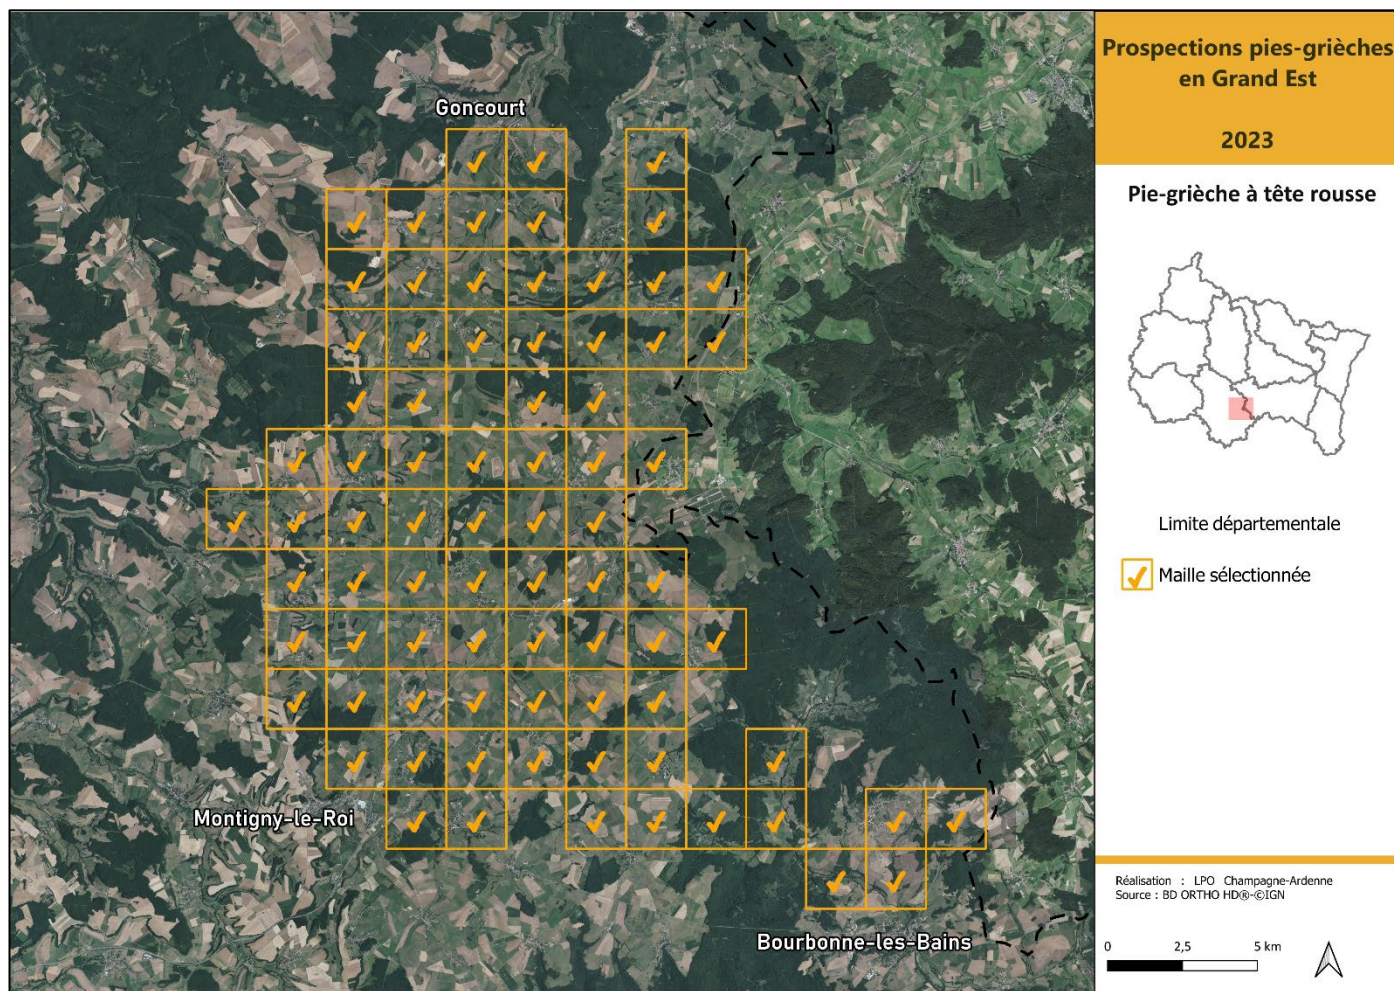 Prospections pies-grièches
en Grand Est
2023
Pie-grièche à tête rousse
Goncourt
Montigny-le-Roi
Bourbonne-les-Bains
Limite départementale
Maille sélectionnée
Réalisation : LPO Champagne-Ardenne
Source : BD ORTHO HD®-©IGN
0 2,5 5 km